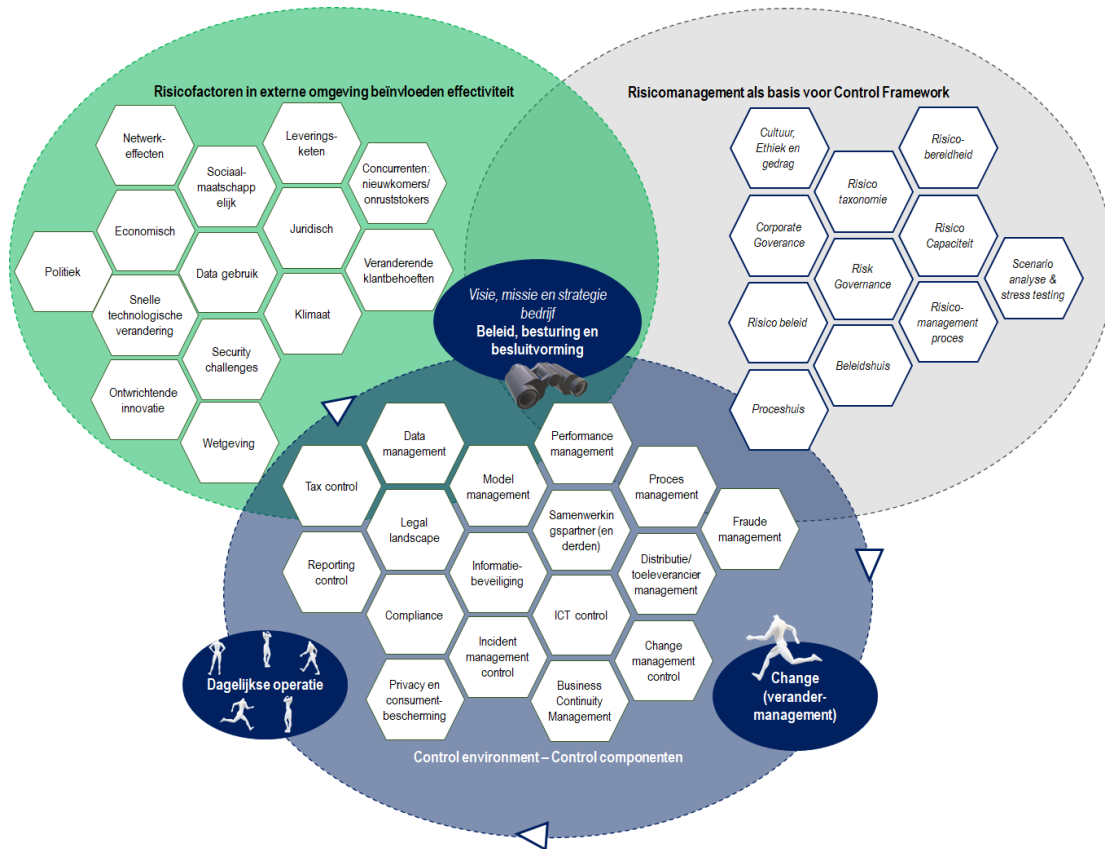 Risicofactoren in externe omgeving beïnvloeden effectiviteit
Netwerk-
effecten
Leverings-
keten
Sociaal-
maatschapp
elijk
Concurrenten:
nieuwkomers/
onruststokers
Economisch
Juridisch
Politiek
Data gebruik
Veranderende
klantbehoeften
Snelle
technologische
verandering
Klimaat
Security
challenges
Ontwrichtende
innovatie
Wetgeving
Risicomanagement als basis voor Control Framework
Cultuur,
Ethiek en
gedrag
Risico-
bereidheid
Risico
taxonomie
Corporate
Goverance
Risico
Capaciteit
Risk
Governance
Scenario
analyse &
stress testing
Risico beleid
Risico-
management
proces
Beleidshuis
Proceshuis
Visie, missie en strategie
bedrijf
Beleid, besturing en
besluitvorming
Data
management
Performance
management
Tax control
Model
management
Proces
management
Legal
landscape
Samenwerkin
gspartner (en
derden)
Fraude
management
Reporting
control
Informatie-
beveiliging
Distributie/
toeleverancier
management
Compliance
ICT control
Incident
management
control
Change
management
control
Privacy en
consument-
bescherming
Business
Continuity
Management
Dagelijkse operatie
Change
(verander-
management)
Control environment – Control componenten